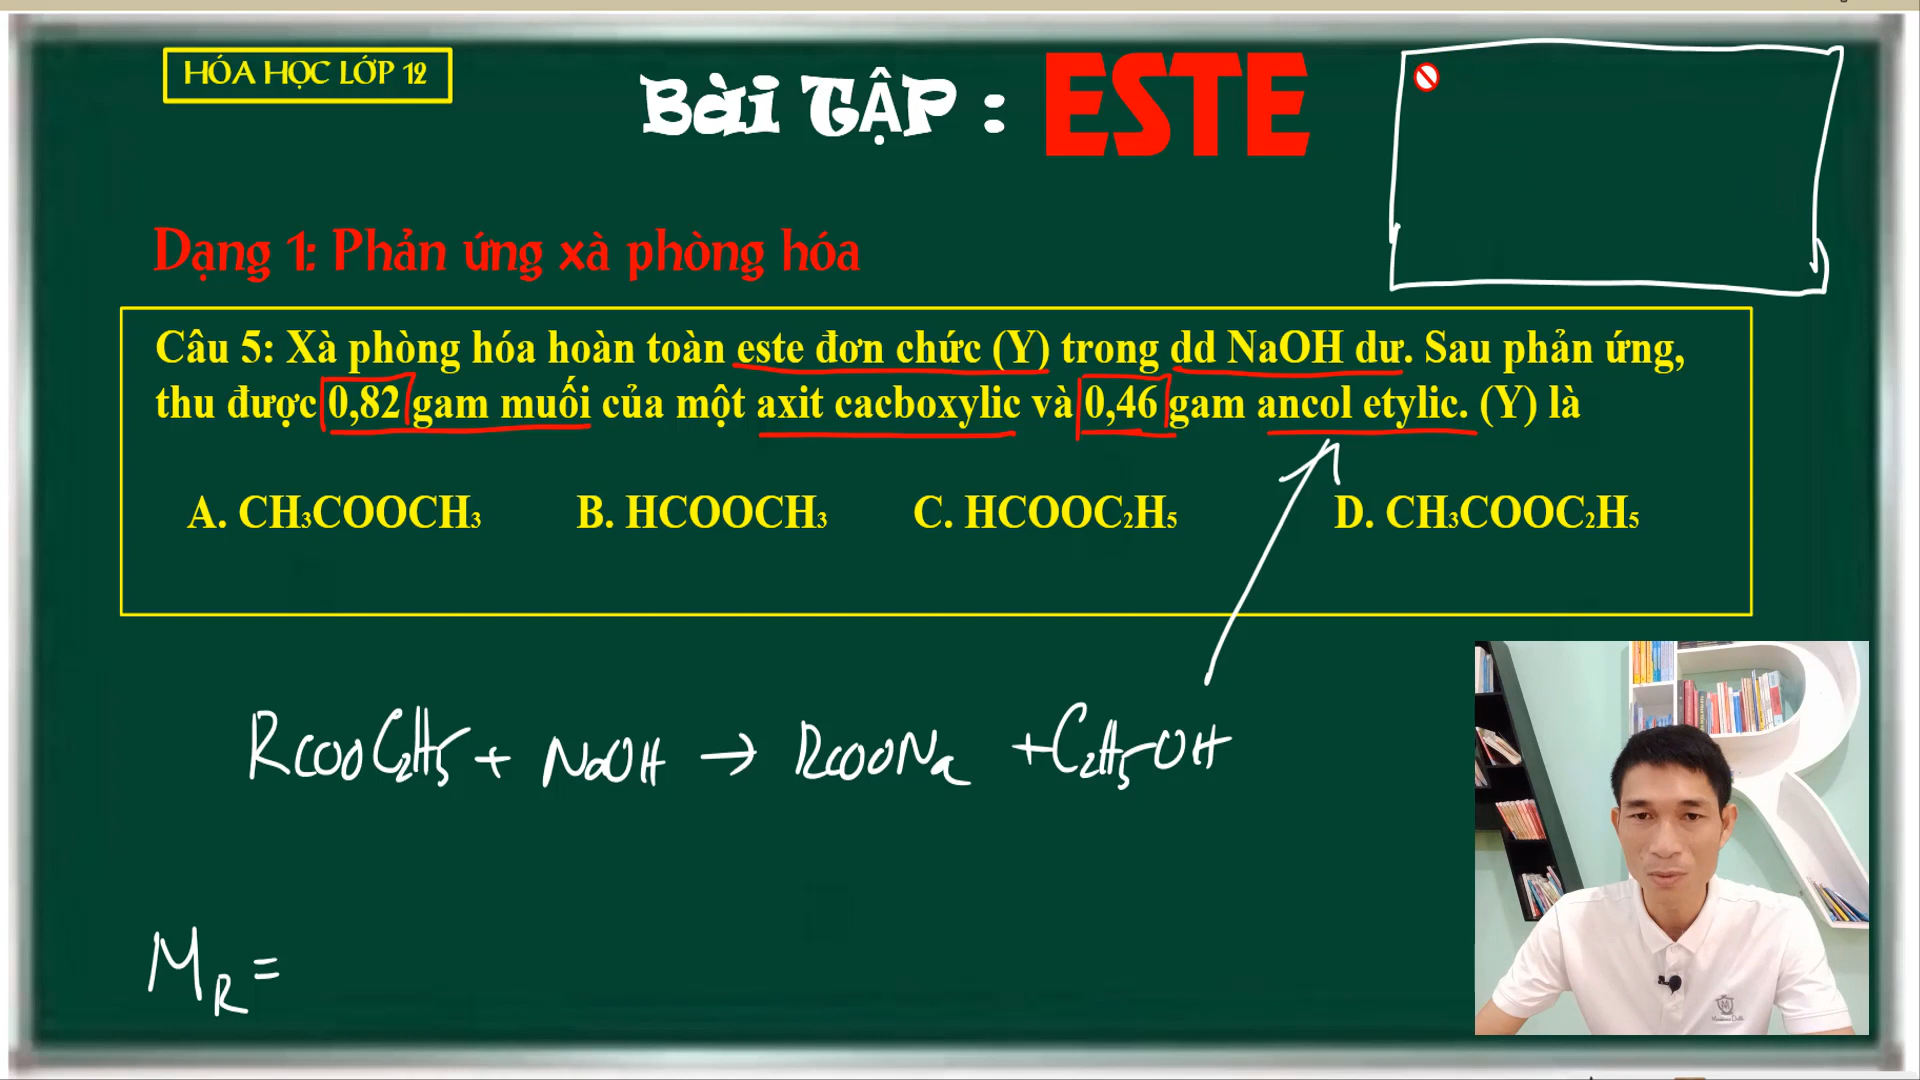 HÓA HỌC LỚP 12
Bài TẬP : ESTE
Dạng 1: Phản ứng xà phòng hóa
Câu 5: Xà phòng hóa hoàn toàn este đơn chức (Y) trong dd NaOH dư. Sau phản ứng,
thu được 0,82 gam muối của một axit cacboxylic và 0,46 gam ancol etylic. (Y) là
A. CH₃COOCH₃ B. HCOOCH₃ C. HCOOC₂H₅ D. CH₃COOC₂H₅
RCOOC₂H₅ + NaOH → RCOONa + C₂H₅OH
M_R =